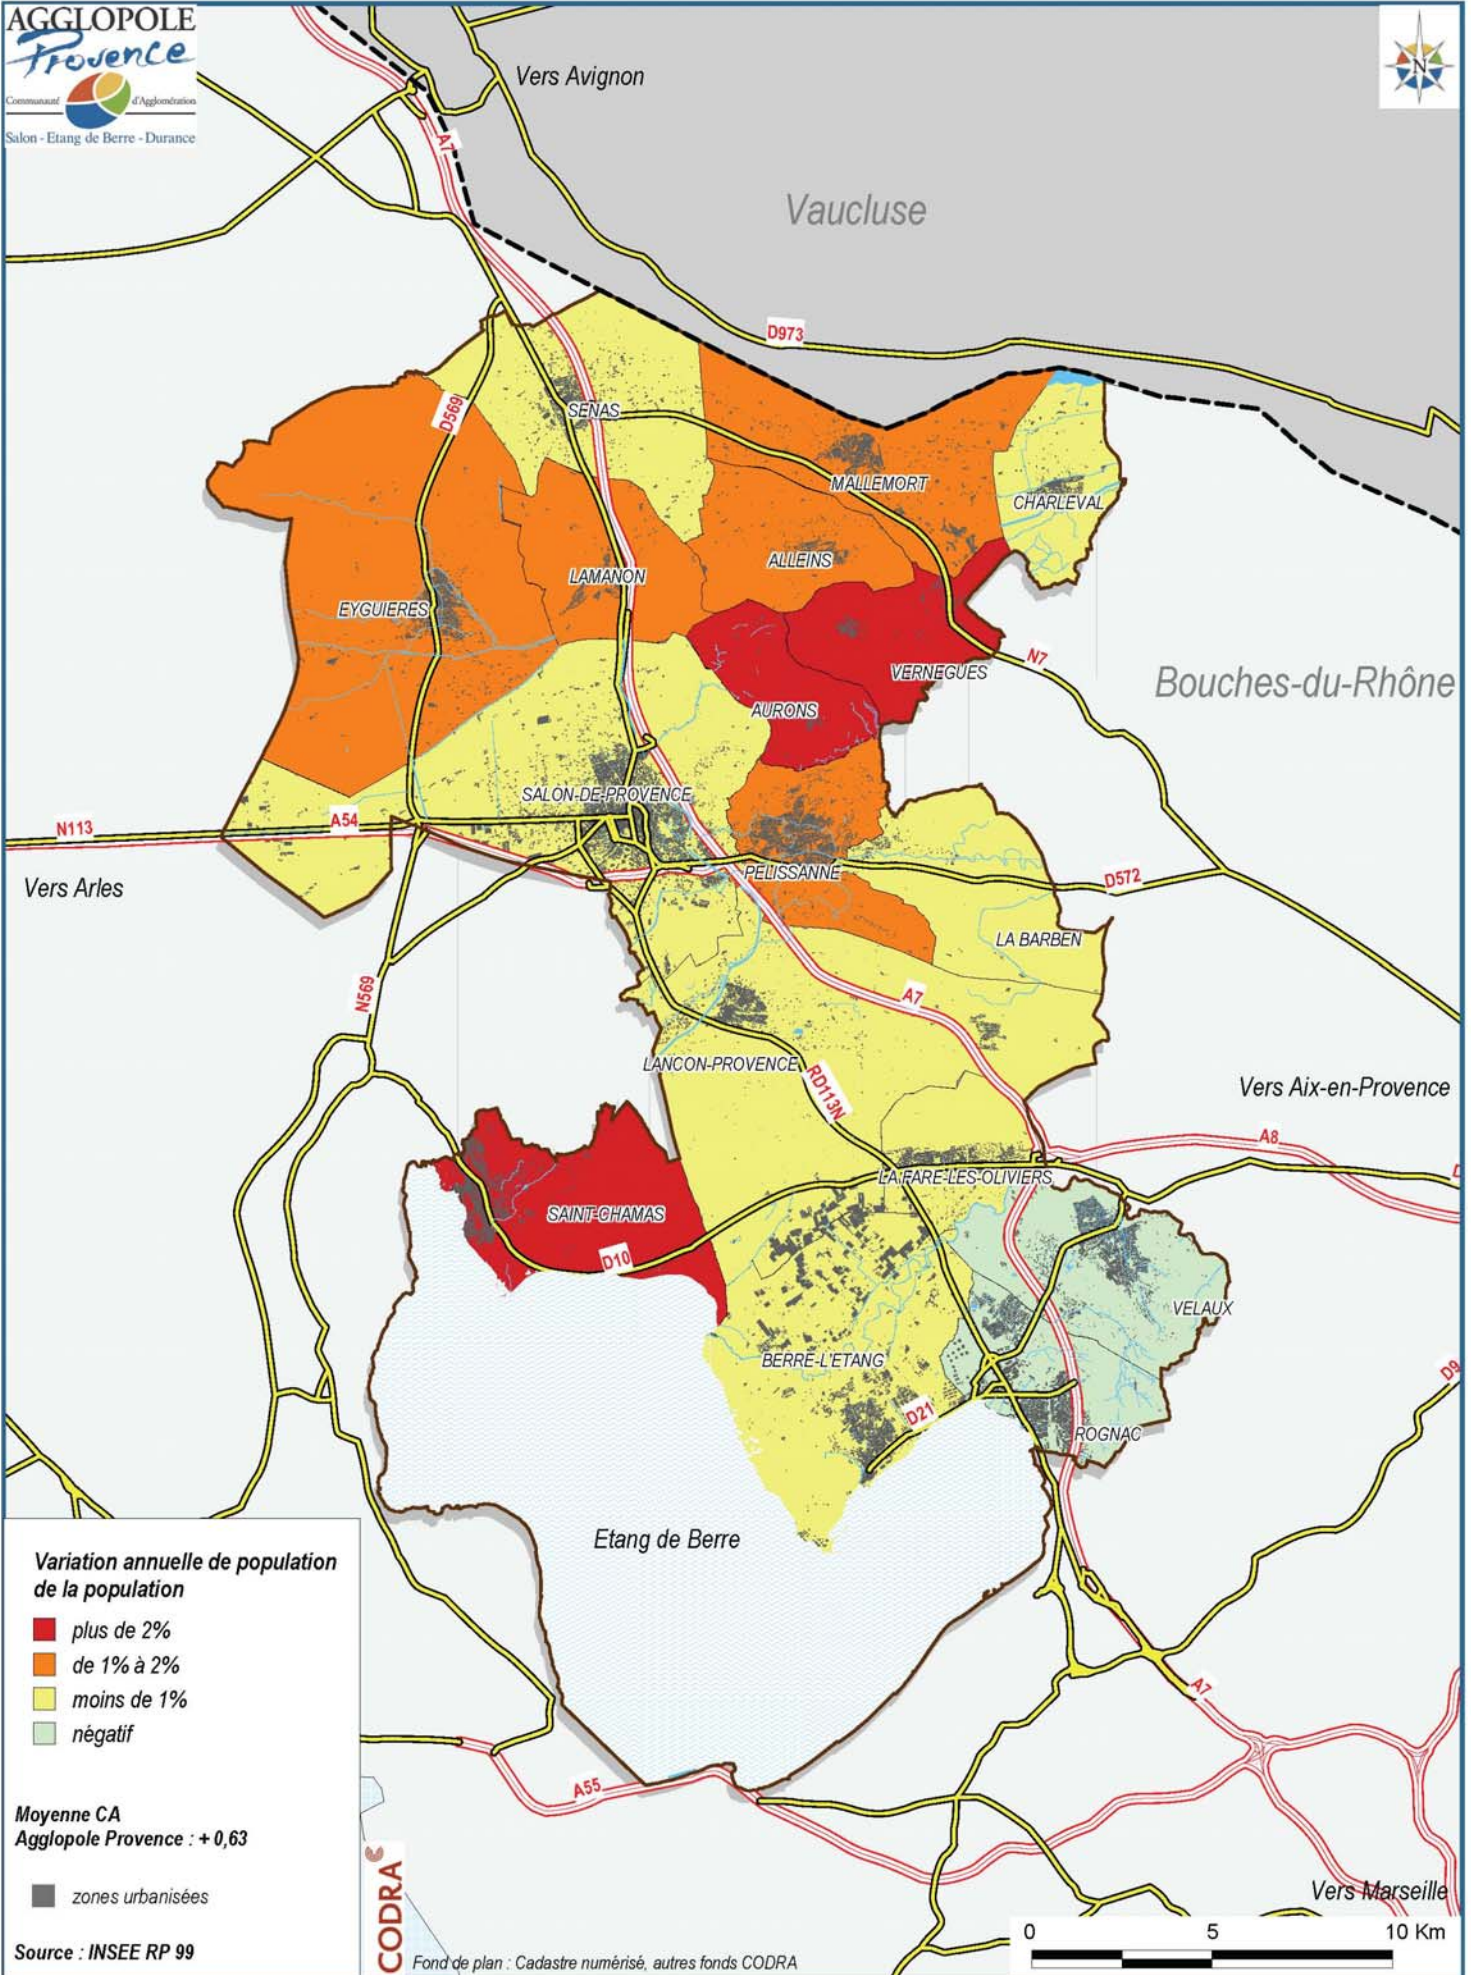 AGGLOPOLE
Provence
Communauté d'Agglomération
Salon - Etang de Berre - Durance
N
Vers Avignon
A7
Vaucluse
D973
D569
SENAS
MALLEMORT
CHARLEVAL
ALLEINS
LAMANON
EYGUIERES
N7
VERNEGUES
Bouches-du-Rhône
AURONS
SALON-DE-PROVENCE
N113
A54
PELISSANNE
D572
Vers Arles
LA BARBEN
N569
A7
LANCON-PROVENCE
RD113N
Vers Aix-en-Provence
A8
D
LA FARE-LES-OLIVIERS
SAINT-CHAMAS
D10
VELAUX
BERRE-L'ETANG
D9
D21
ROGNAC
Etang de Berre
Variation annuelle de population
de la population
plus de 2%
de 1% à 2%
moins de 1%
négatif
A7
A55
Moyenne CA
Agglopole Provence : + 0,63
zones urbanisées
Source : INSEE RP 99
CODRA
Fond de plan : Cadastre numérisé, autres fonds CODRA
Vers Marseille
0 5 10 Km